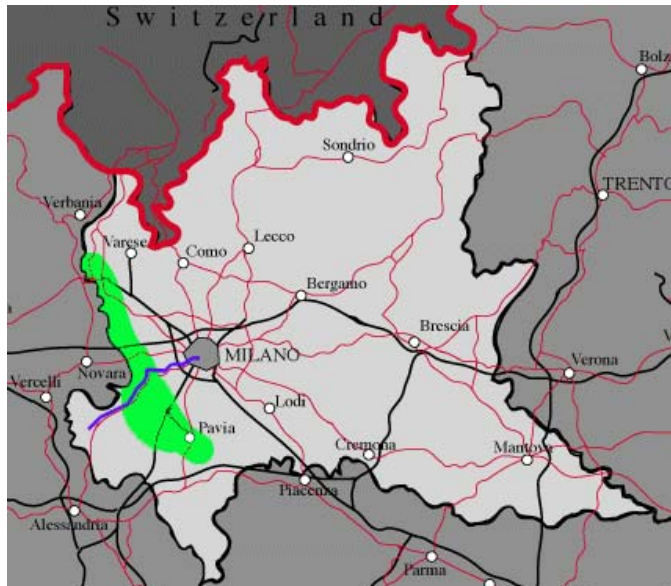 Switzerland
Bolz
Sondrio
TRENTO
Verbania
Varese
Como
Lecco
Bergamo
Brescia
MILANO
Novara
Verona
V
Vercelli
Lodi
Pavia
Cremona
Mantova
Piacenza
Alessandria
Parma